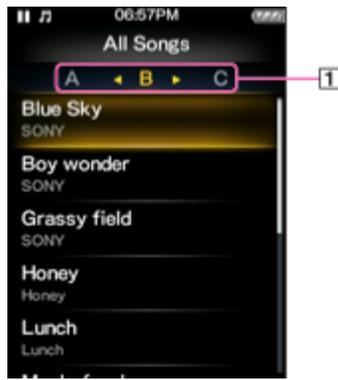 06:57PM
All Songs
A B C
1
Blue Sky
SONY
Boy wonder
SONY
Grassy field
SONY
Honey
Honey
Lunch
Lunch